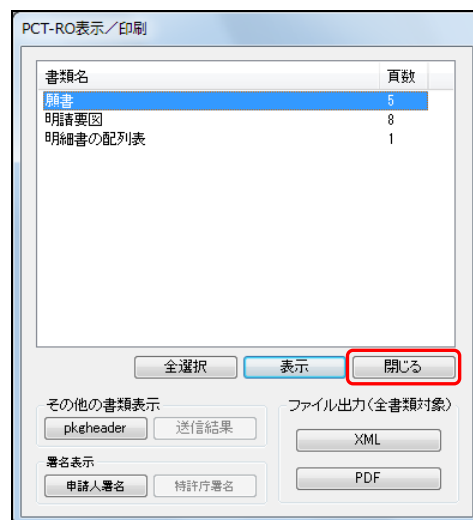 PCT-RO表示／印刷
書類名 頁数
願書 5
明請要図 8
明細書の配列表 1
全選択 表示 閉じる
その他の書類表示 ファイル出力(全書類対象)
pkgheader 送信結果 XML
署名表示
申請人署名 特許庁署名 PDF